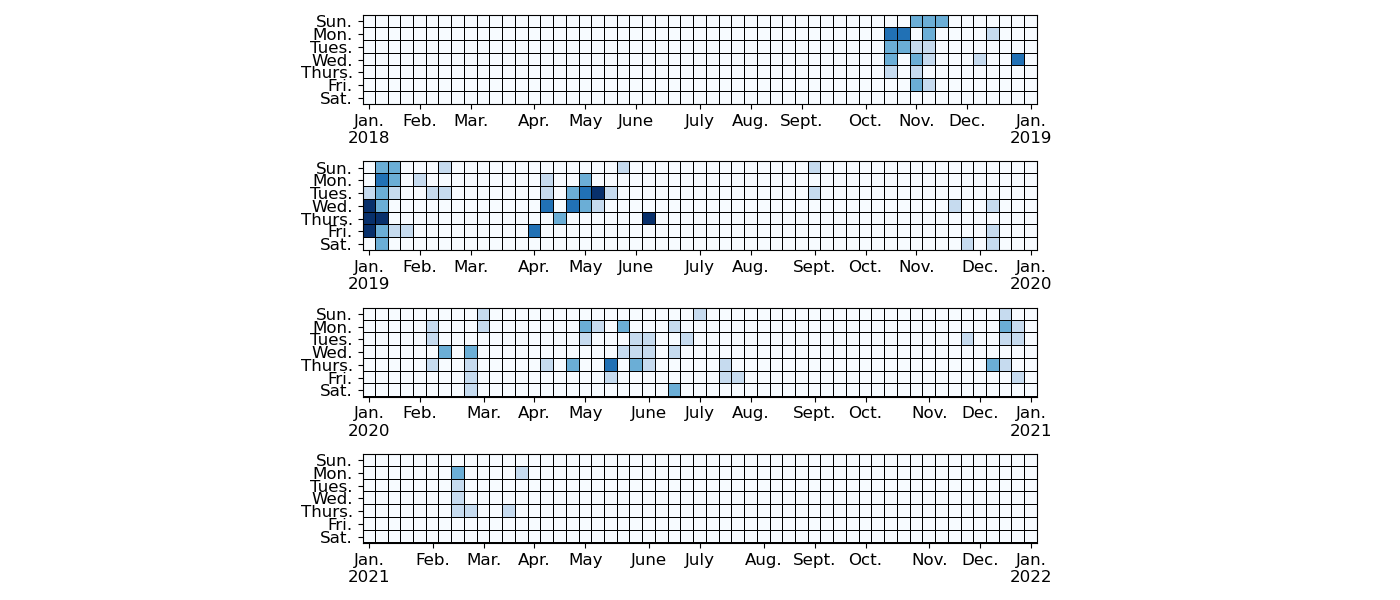 Sun.
Mon.
Tues.
Wed.
Thurs.
Fri.
Sat.
Jan. Feb. Mar. Apr. May June July Aug. Sept. Oct. Nov. Dec. Jan.
2018 2019
Sun.
Mon.
Tues.
Wed.
Thurs.
Fri.
Sat.
Jan. Feb. Mar. Apr. May June July Aug. Sept. Oct. Nov. Dec. Jan.
2019 2020
Sun.
Mon.
Tues.
Wed.
Thurs.
Fri.
Sat.
Jan. Feb. Mar. Apr. May June July Aug. Sept. Oct. Nov. Dec. Jan.
2020 2021
Sun.
Mon.
Tues.
Wed.
Thurs.
Fri.
Sat.
Jan. Feb. Mar. Apr. May June July Aug. Sept. Oct. Nov. Dec. Jan.
2021 2022